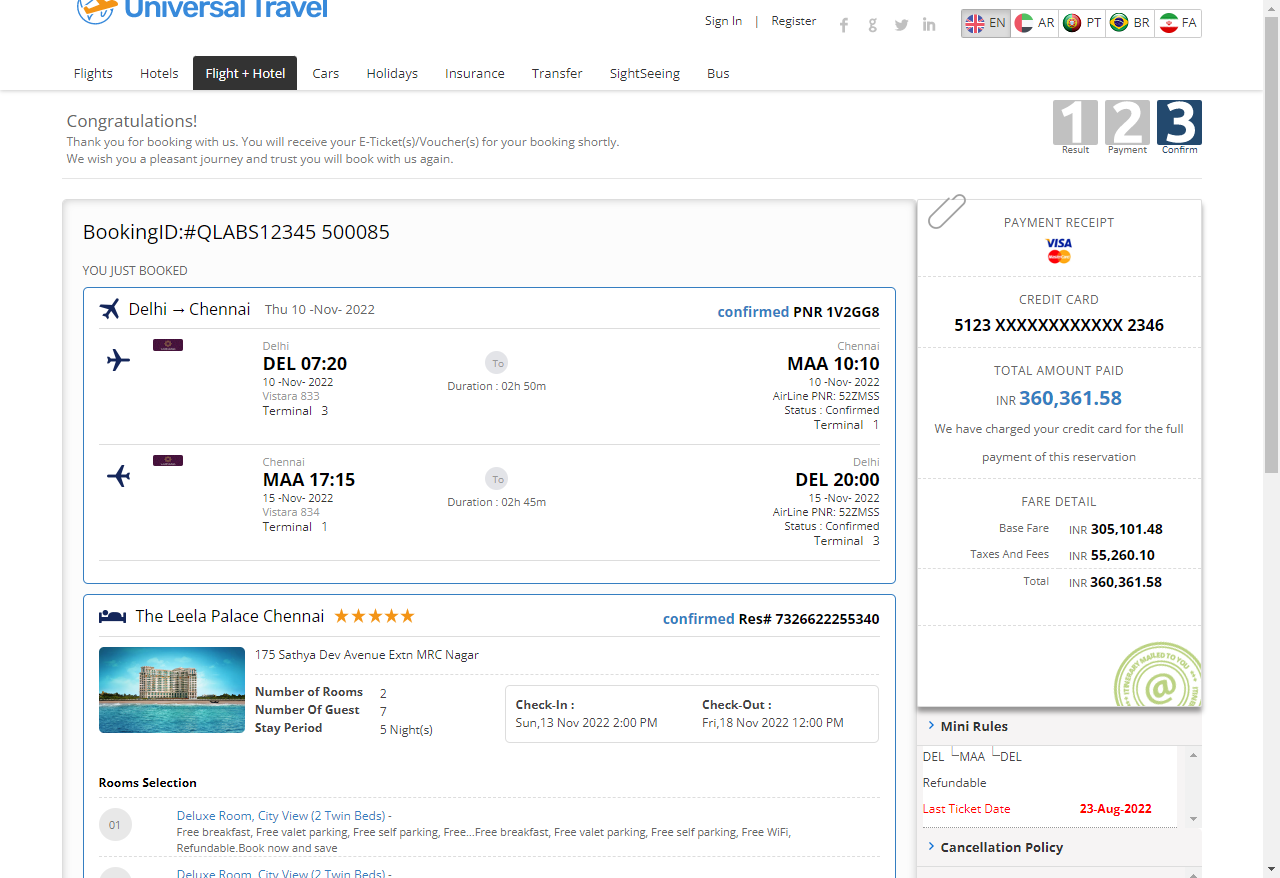 Universal Travel
Sign In | Register
EN AR PT BR FA
Flights Hotels Flight + Hotel Cars Holidays Insurance Transfer SightSeeing Bus
Congratulations!
Thank you for booking with us. You will receive your E-Ticket(s)/Voucher(s) for your booking shortly.
We wish you a pleasant journey and trust you will book with us again.
1 2 3
Result Payment Confirm
BookingID:#QLABS12345 500085
YOU JUST BOOKED
Delhi → Chennai Thu 10 -Nov- 2022 confirmed PNR 1V2GG8
Delhi Chennai
DEL 07:20 To MAA 10:10
10 -Nov- 2022 Duration : 02h 50m 10 -Nov- 2022
Vistara 833 AirLine PNR: 52ZMSS
Terminal 3 Status : Confirmed
Terminal 1
Chennai Delhi
MAA 17:15 To DEL 20:00
15 -Nov- 2022 Duration : 02h 45m 15 -Nov- 2022
Vistara 834 AirLine PNR: 52ZMSS
Terminal 1 Status : Confirmed
Terminal 3
The Leela Palace Chennai confirmed Res# 7326622255340
175 Sathya Dev Avenue Extn MRC Nagar
Number of Rooms 2
Number Of Guest 7
Stay Period 5 Night(s)
Check-In : Check-Out :
Sun,13 Nov 2022 2:00 PM Fri,18 Nov 2022 12:00 PM
Rooms Selection
01 Deluxe Room, City View (2 Twin Beds) -
Free breakfast, Free valet parking, Free self parking, Free...Free breakfast, Free valet parking, Free self parking, Free WiFi,
Refundable.Book now and save
Deluxe Room, City View (2 Twin Beds) -
PAYMENT RECEIPT
VISA
CREDIT CARD
5123 XXXXXXXXXXXX 2346
TOTAL AMOUNT PAID
INR 360,361.58
We have charged your credit card for the full
payment of this reservation
FARE DETAIL
Base Fare INR 305,101.48
Taxes And Fees INR 55,260.10
Total INR 360,361.58
ITINERARY MAILED TO YOU
@
Mini Rules
DEL MAA DEL
Refundable
Last Ticket Date 23-Aug-2022
Cancellation Policy